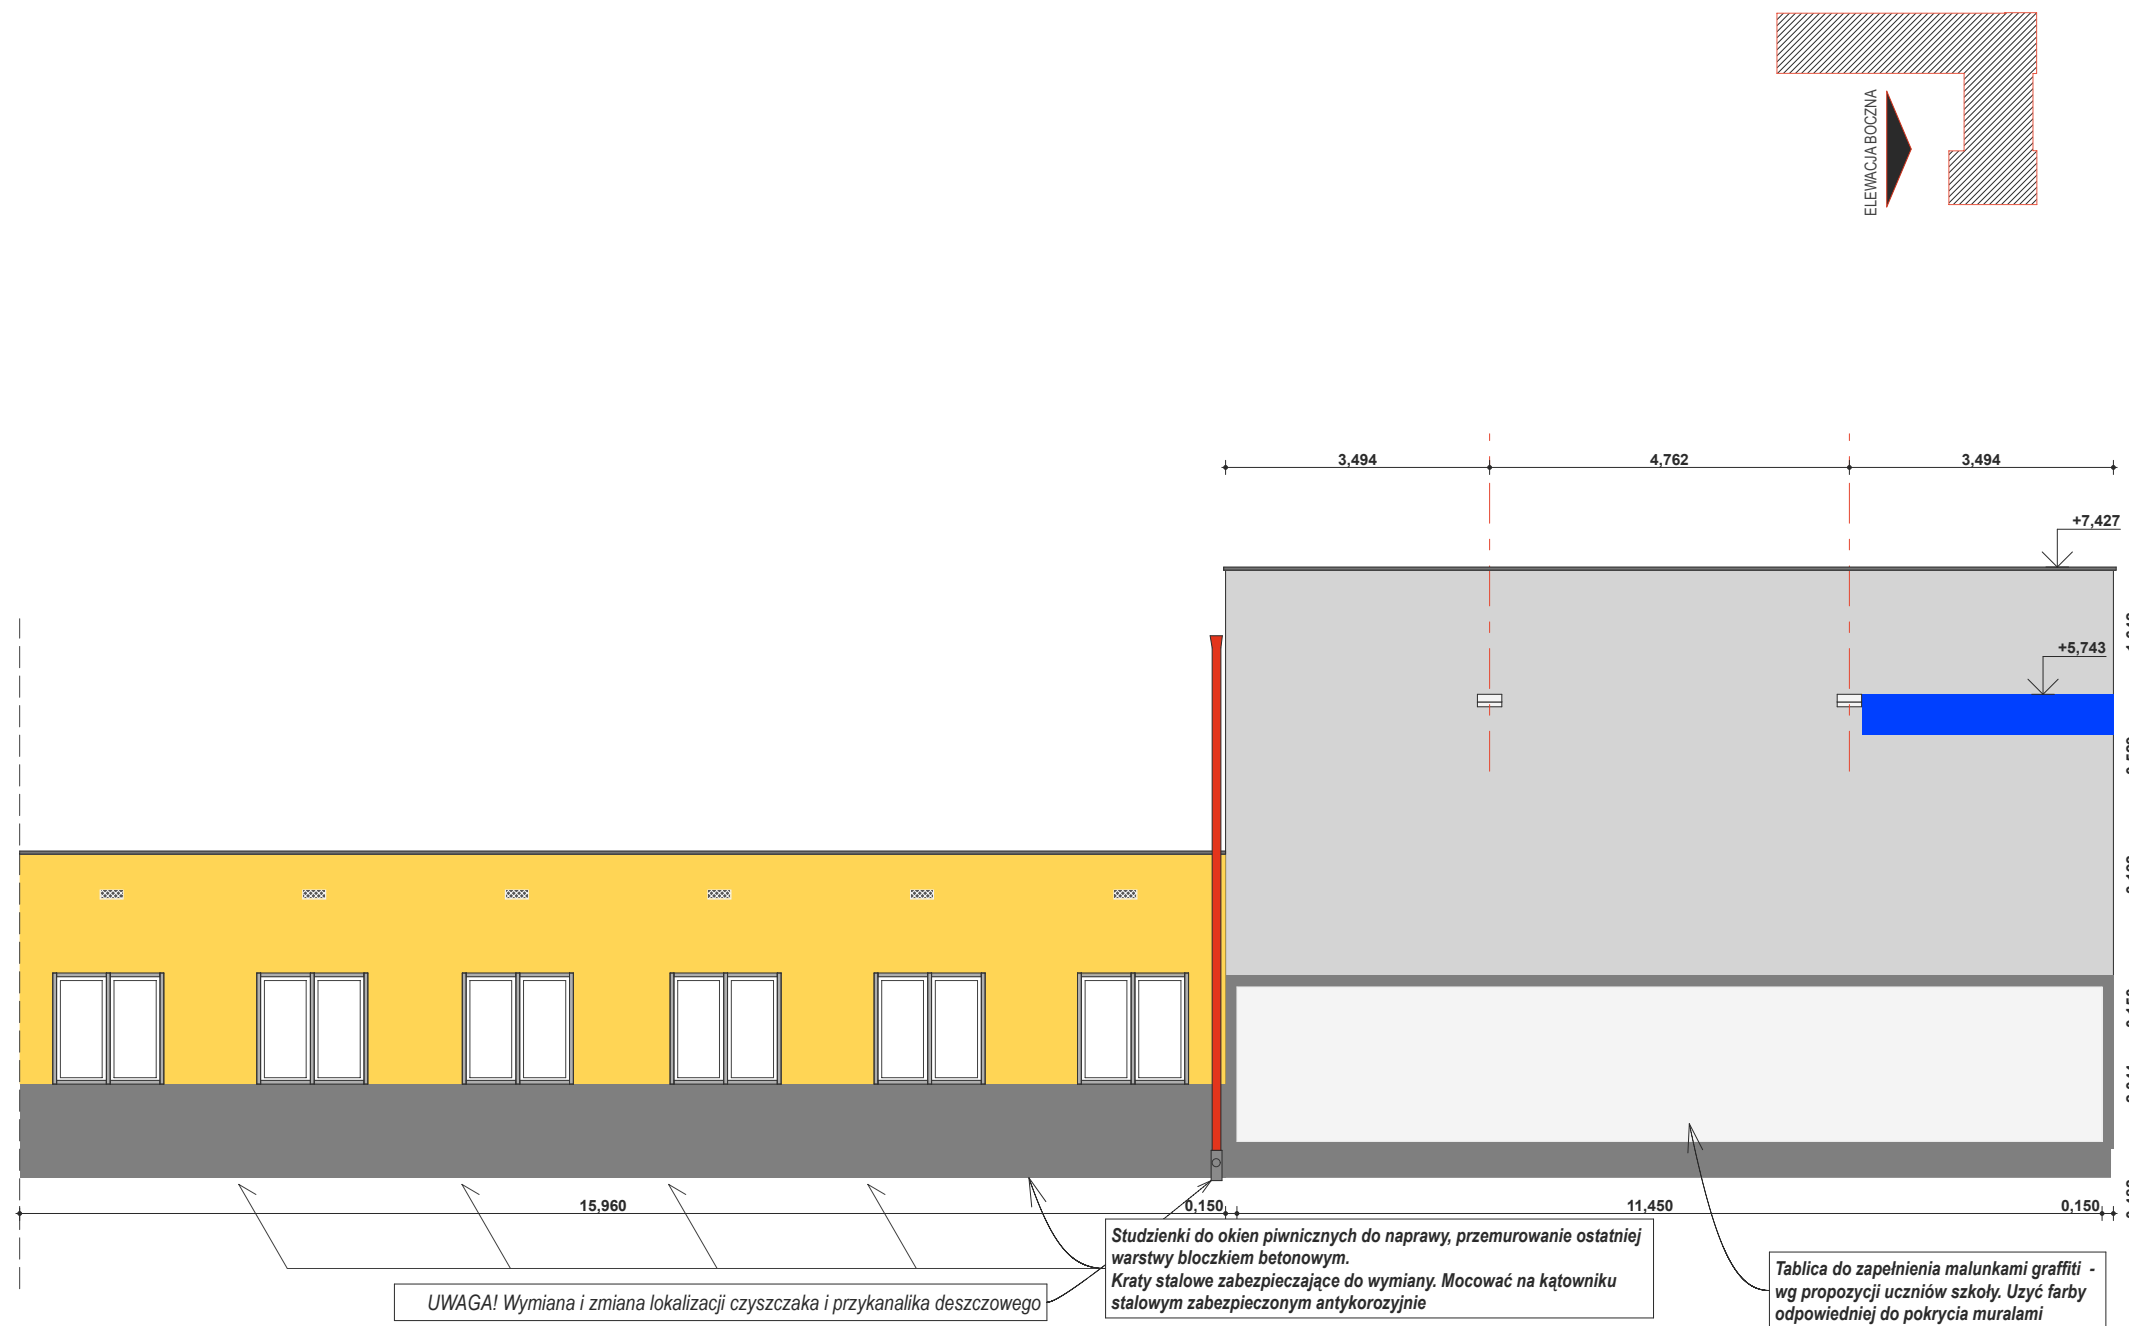 ELEWACJA BOCZNA
3,494
4,762
3,494
+7,427
+5,743
15,960
0,150
11,450
0,150
Studzienki do okien piwnicznych do naprawy, przemurowanie ostatniej
warstwy bloczkiem betonowym.
Kraty stalowe zabezpieczające do wymiany. Mocować na kątowniku
stalowym zabezpieczonym antykorozyjnie
UWAGA! Wymiana i zmiana lokalizacji czyszczaka i przykanalika deszczowego
Tablica do zapełnienia malunkami graffiti -
wg propozycji uczniów szkoły. Uzyć farby
odpowiedniej do pokrycia muralami